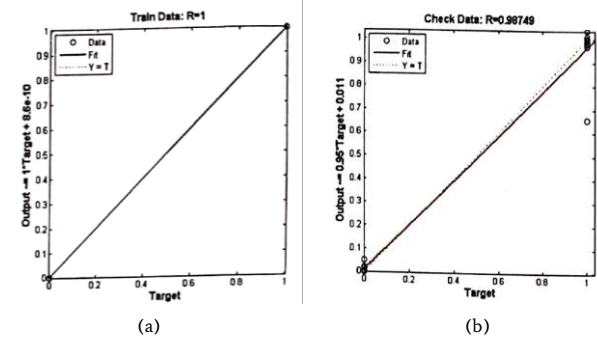 Train Data: R=1
Data
Fit
Y = T
Output ~= 1*Target + 8.6e-10
1
0.9
0.8
0.7
0.6
0.5
0.4
0.3
0.2
0.1
0
0 0.2 0.4 0.6 0.8 1
Target
(a)
Check Data: R=0.98749
Data
Fit
Y = T
Output ~= 0.95*Target + 0.011
1
0.9
0.8
0.7
0.6
0.5
0.4
0.3
0.2
0.1
0
0 0.2 0.4 0.6 0.8 1
Target
(b)